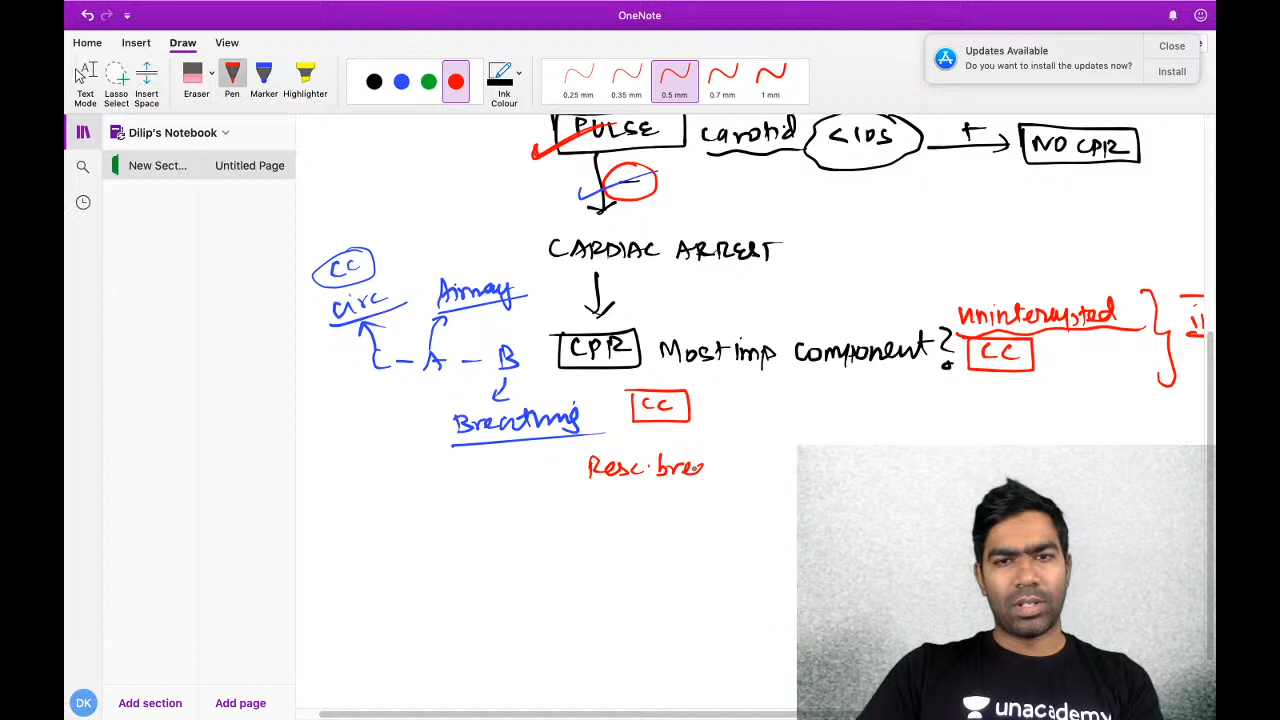 OneNote
Home Insert Draw View
Updates Available
Do you want to install the updates now?
Close
Install
Text Mode
Lasso Select
Insert Space
Eraser
Pen
Marker
Highlighter
Ink Colour
0.25 mm 0.35 mm 0.5 mm 0.7 mm 1 mm
Dilip's Notebook
New Sect...
Untitled Page
PULSE carotid <10s + NO CPR
–
CARDIAC ARREST
CC
Circ Airway
C – A – B
Breathing
CPR Most imp component? uninterrupted
CC
CC
Resc. brea
unacademy
DK
Add section
Add page